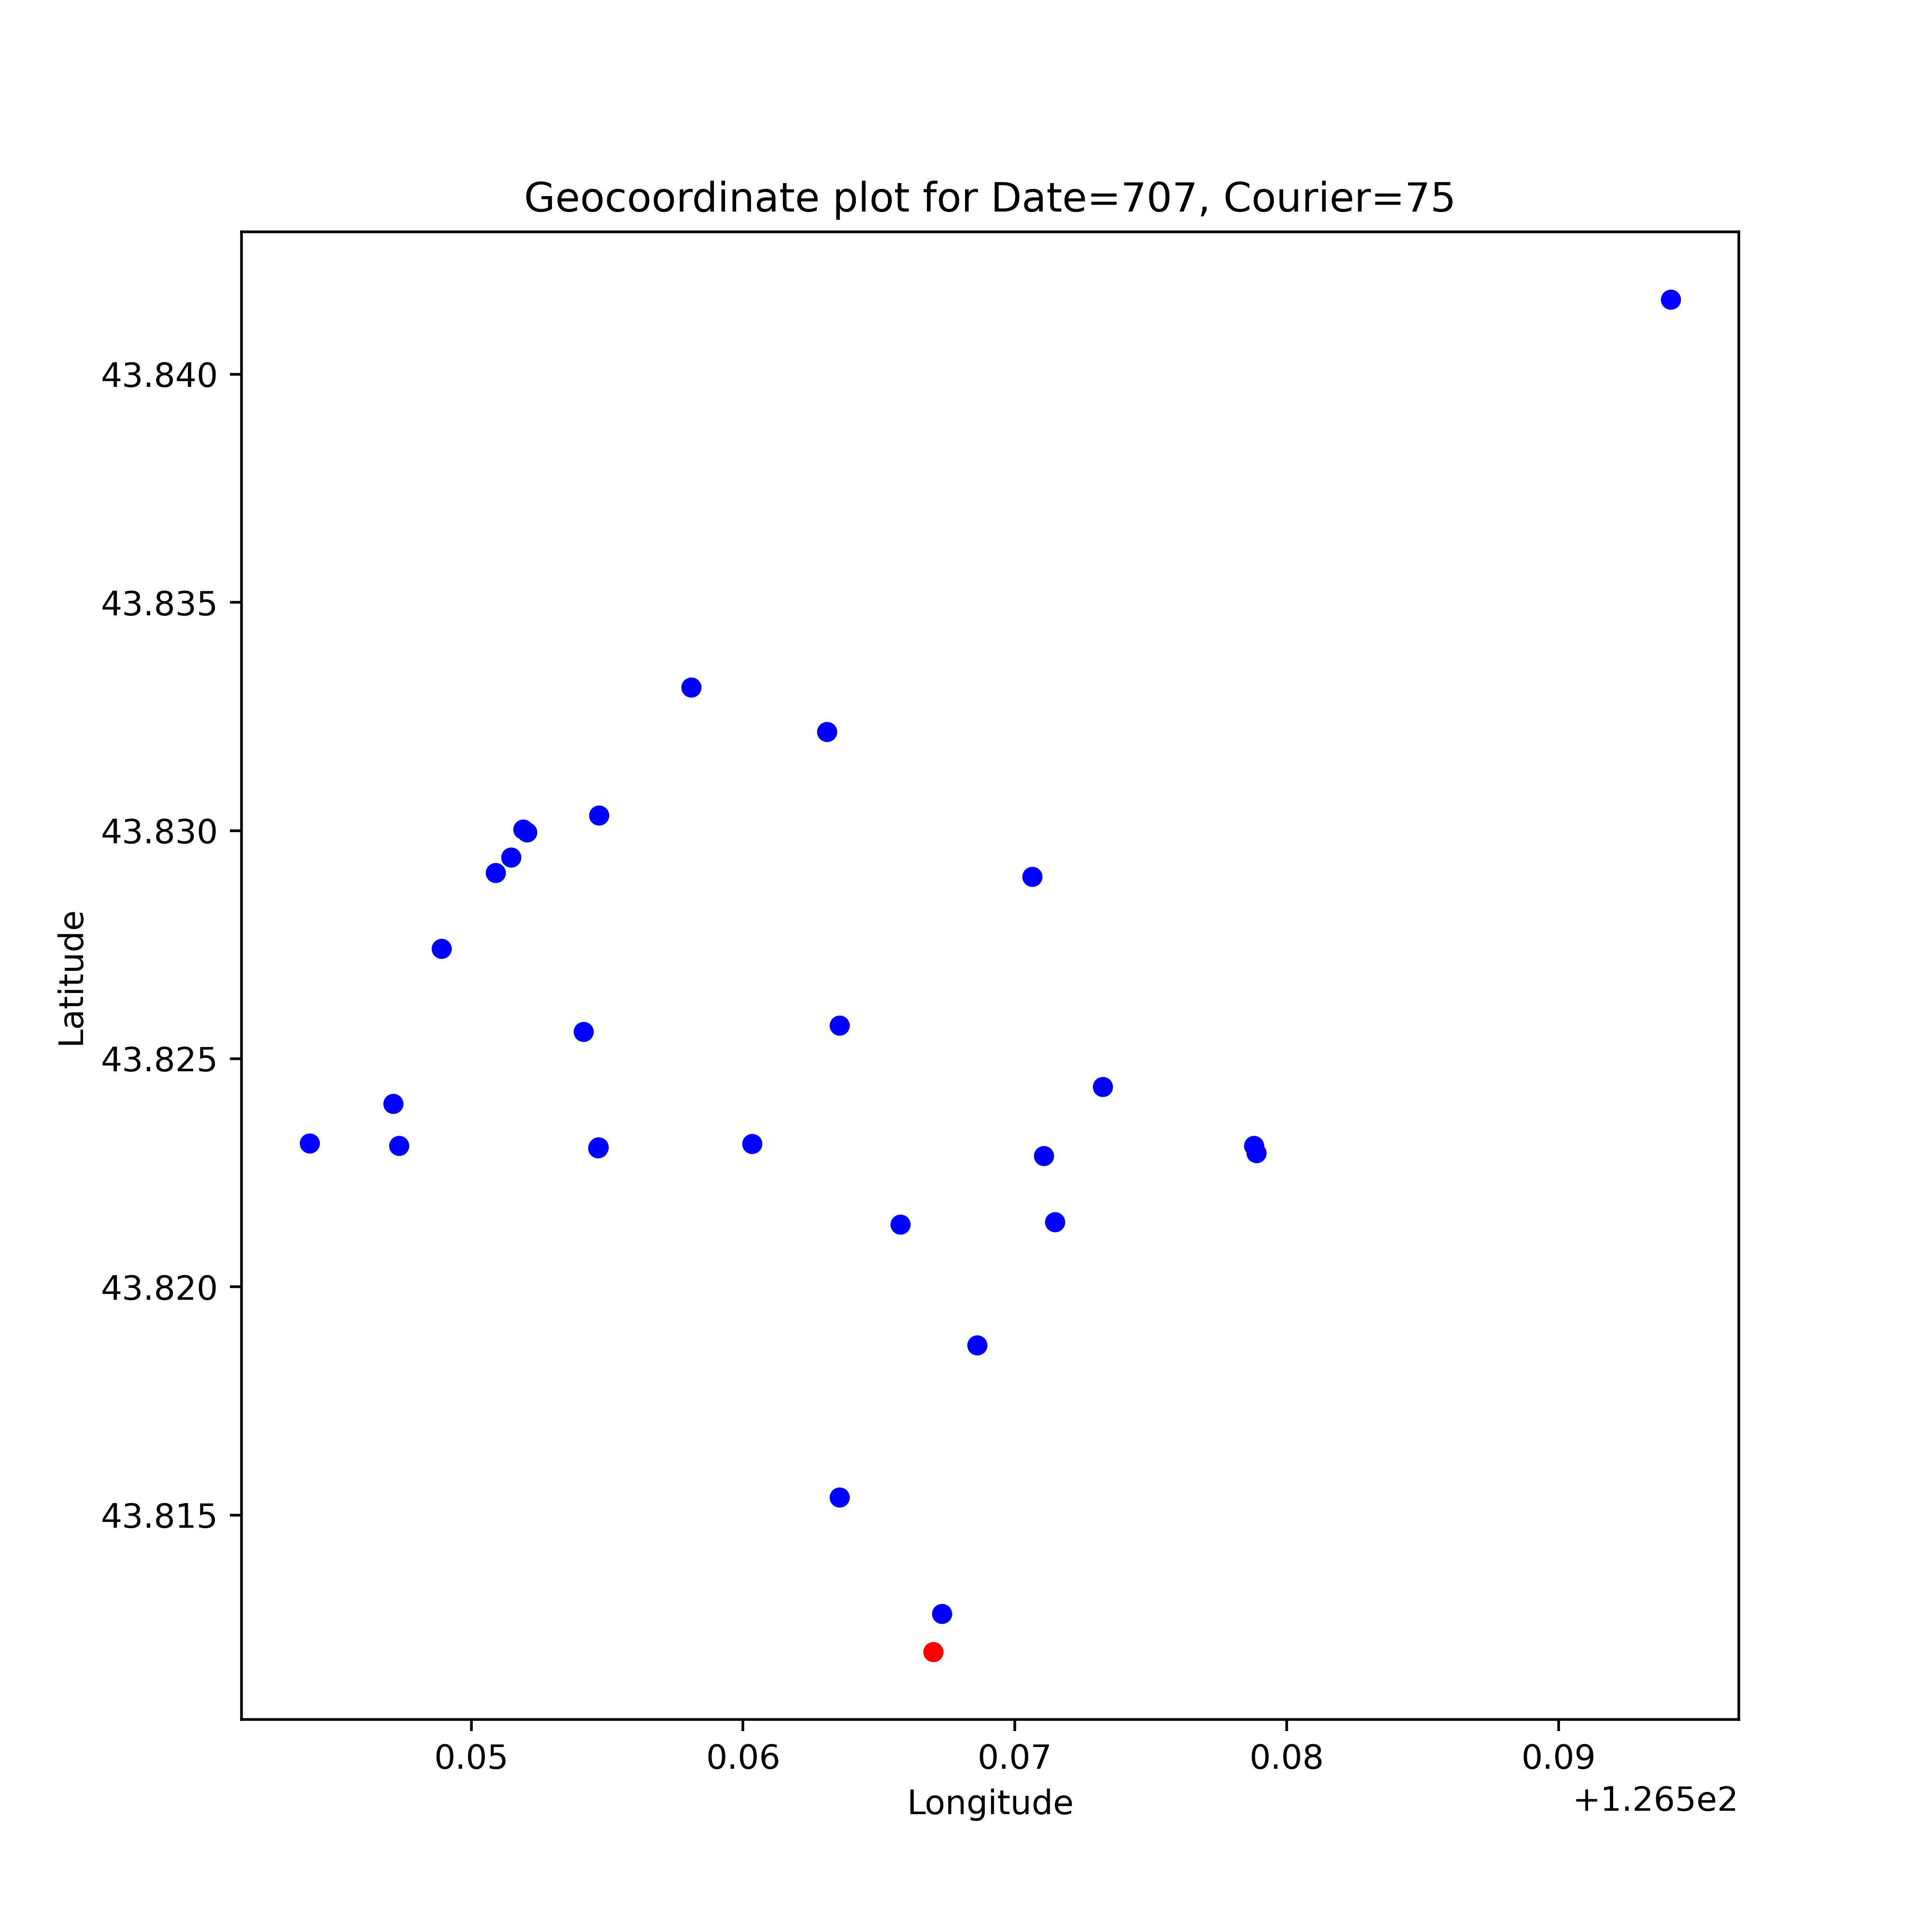 Geocoordinate plot for Date=707, Courier=75
43.840
43.835
43.830
43.825
43.820
43.815
Latitude
0.05 0.06 0.07 0.08 0.09
+1.265e2
Longitude